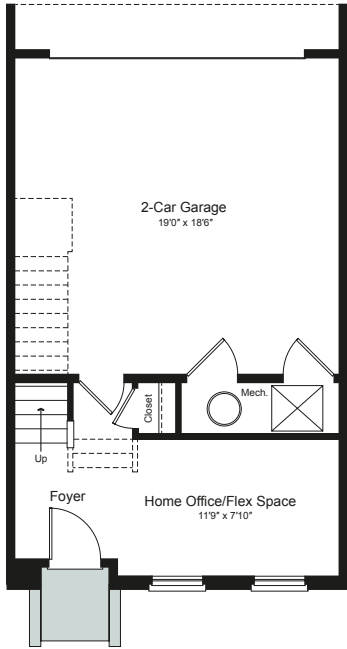 2-Car Garage
19'0" x 18'6"
Mech.
Closet
Up
Foyer
Home Office/Flex Space
11'9" x 7'10"